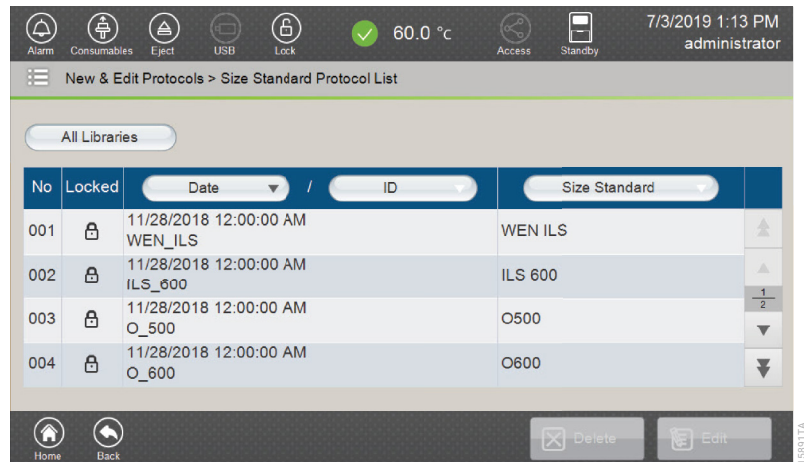 7/3/2019 1:13 PM
60.0 °c
administrator
Alarm Consumables Eject USB Lock Access Standby
New & Edit Protocols > Size Standard Protocol List
All Libraries
No Locked Date / ID Size Standard
11/28/2018 12:00:00 AM
001 WEN ILS
WEN_ILS
11/28/2018 12:00:00 AM
002 ILS 600
ILS_600
1
2
11/28/2018 12:00:00 AM
003 O500
O_500
11/28/2018 12:00:00 AM
004 O600
O_600
Delete Edit
Home Back
15891TA